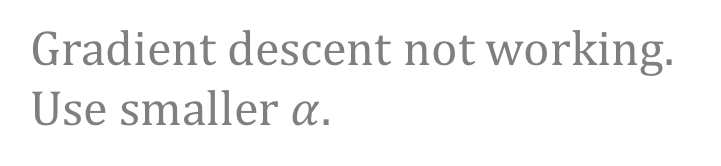 Gradient descent not working.
Use smaller α.